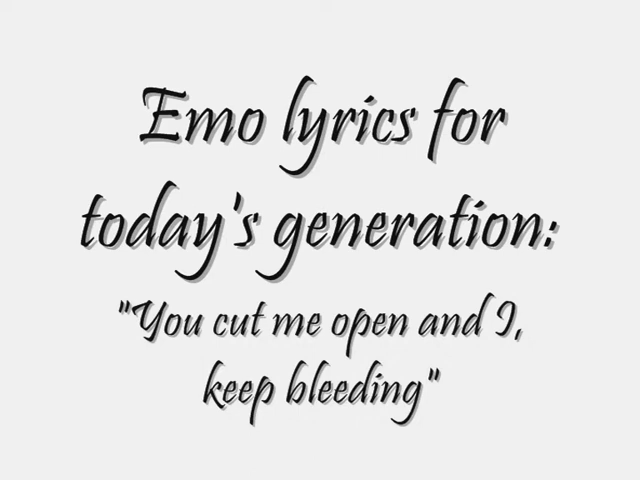 Emo lyrics for
today's generation:
"You cut me open and I,
keep bleeding"